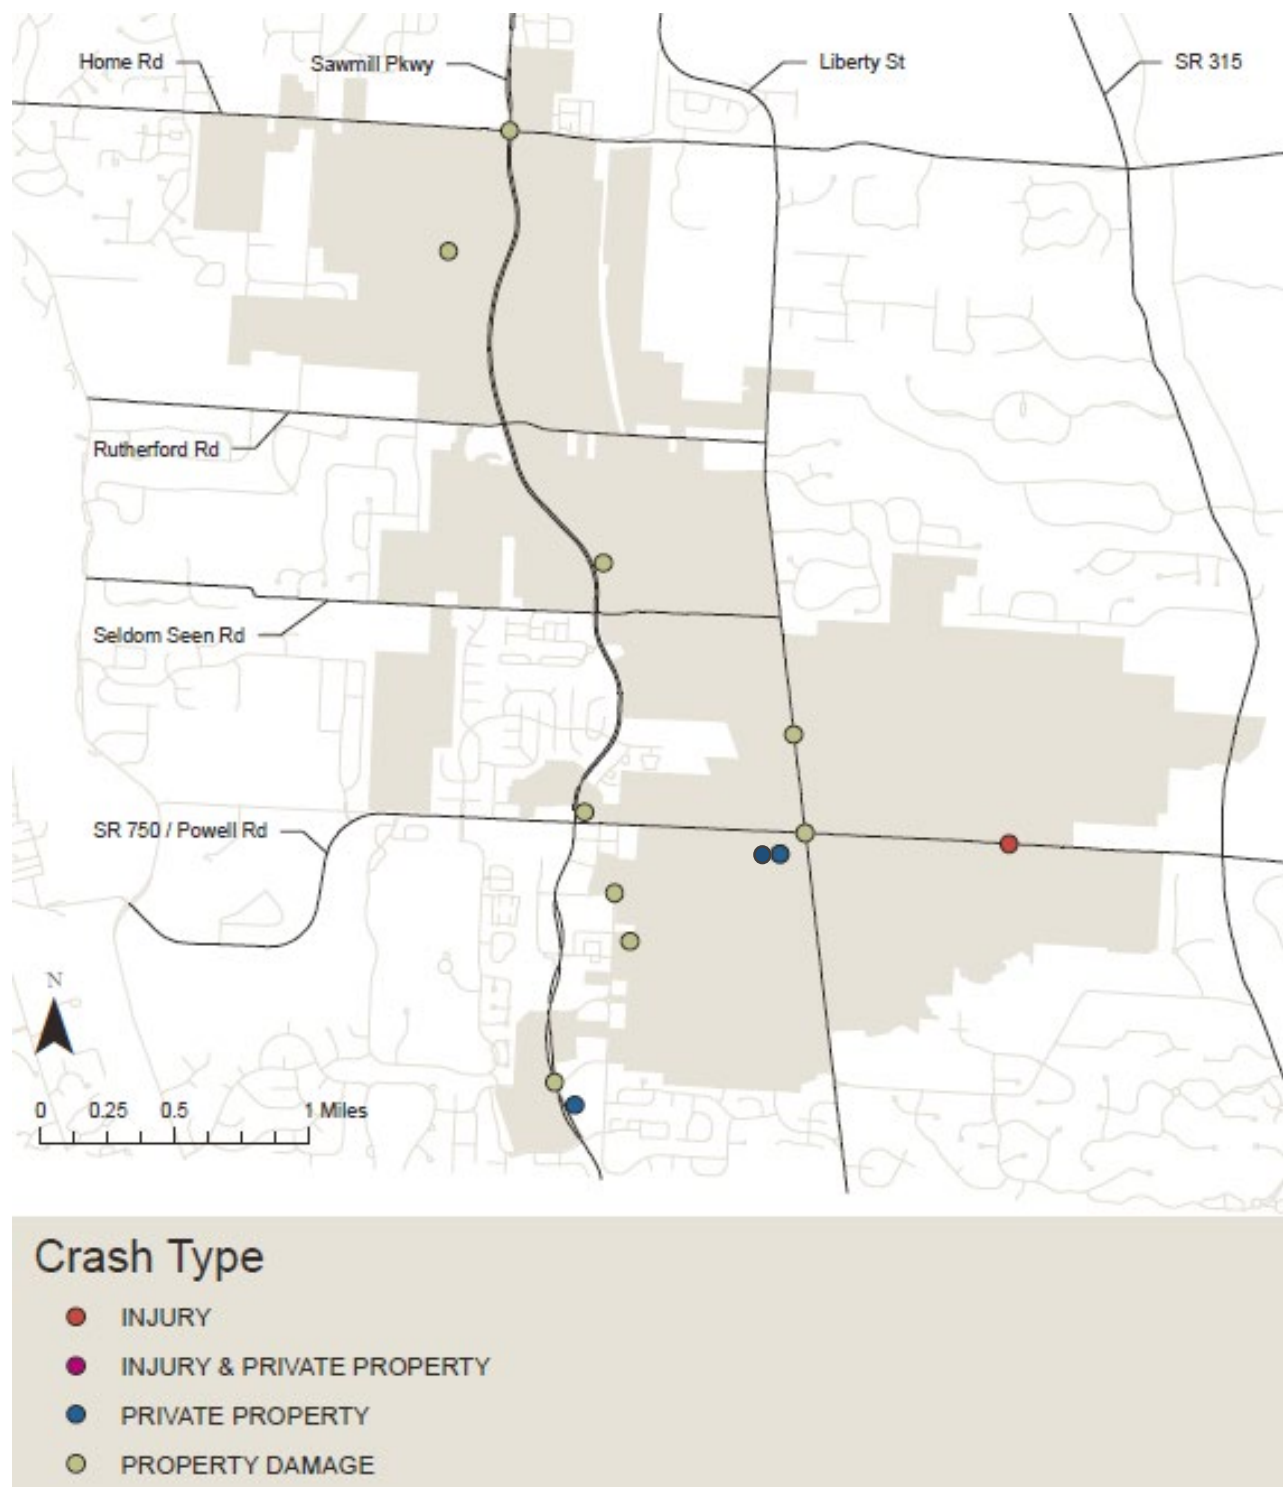 Home Rd
Sawmill Pkwy
Liberty St
SR 315
Rutherford Rd
Seldom Seen Rd
SR 750 / Powell Rd
N
0 0.25 0.5 1 Miles
Crash Type
INJURY
INJURY & PRIVATE PROPERTY
PRIVATE PROPERTY
PROPERTY DAMAGE